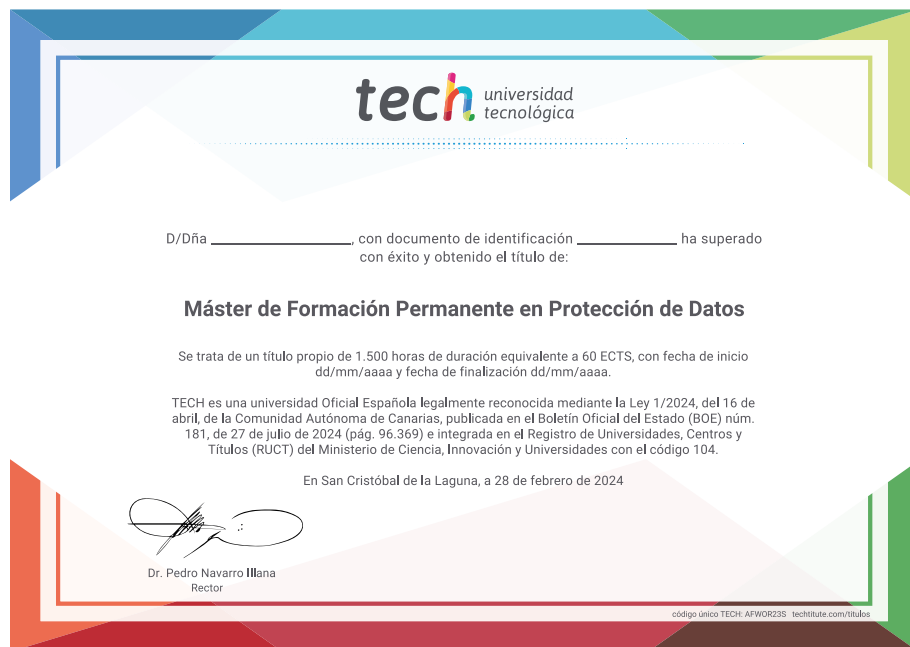 tech universidad
tecnológica
D/Dña ______________, con documento de identificación __________ ha superado
con éxito y obtenido el título de:
Máster de Formación Permanente en Protección de Datos
Se trata de un título propio de 1.500 horas de duración equivalente a 60 ECTS, con fecha de inicio
dd/mm/aaaa y fecha de finalización dd/mm/aaaa.
TECH es una universidad Oficial Española legalmente reconocida mediante la Ley 1/2024, del 16 de
abril, de la Comunidad Autónoma de Canarias, publicada en el Boletín Oficial del Estado (BOE) núm.
181, de 27 de julio de 2024 (pág. 96.369) e integrada en el Registro de Universidades, Centros y
Títulos (RUCT) del Ministerio de Ciencia, Innovación y Universidades con el código 104.
En San Cristóbal de la Laguna, a 28 de febrero de 2024
Dr. Pedro Navarro Illana
Rector
código único TECH: AFWOR23S techtitute.com/titulos